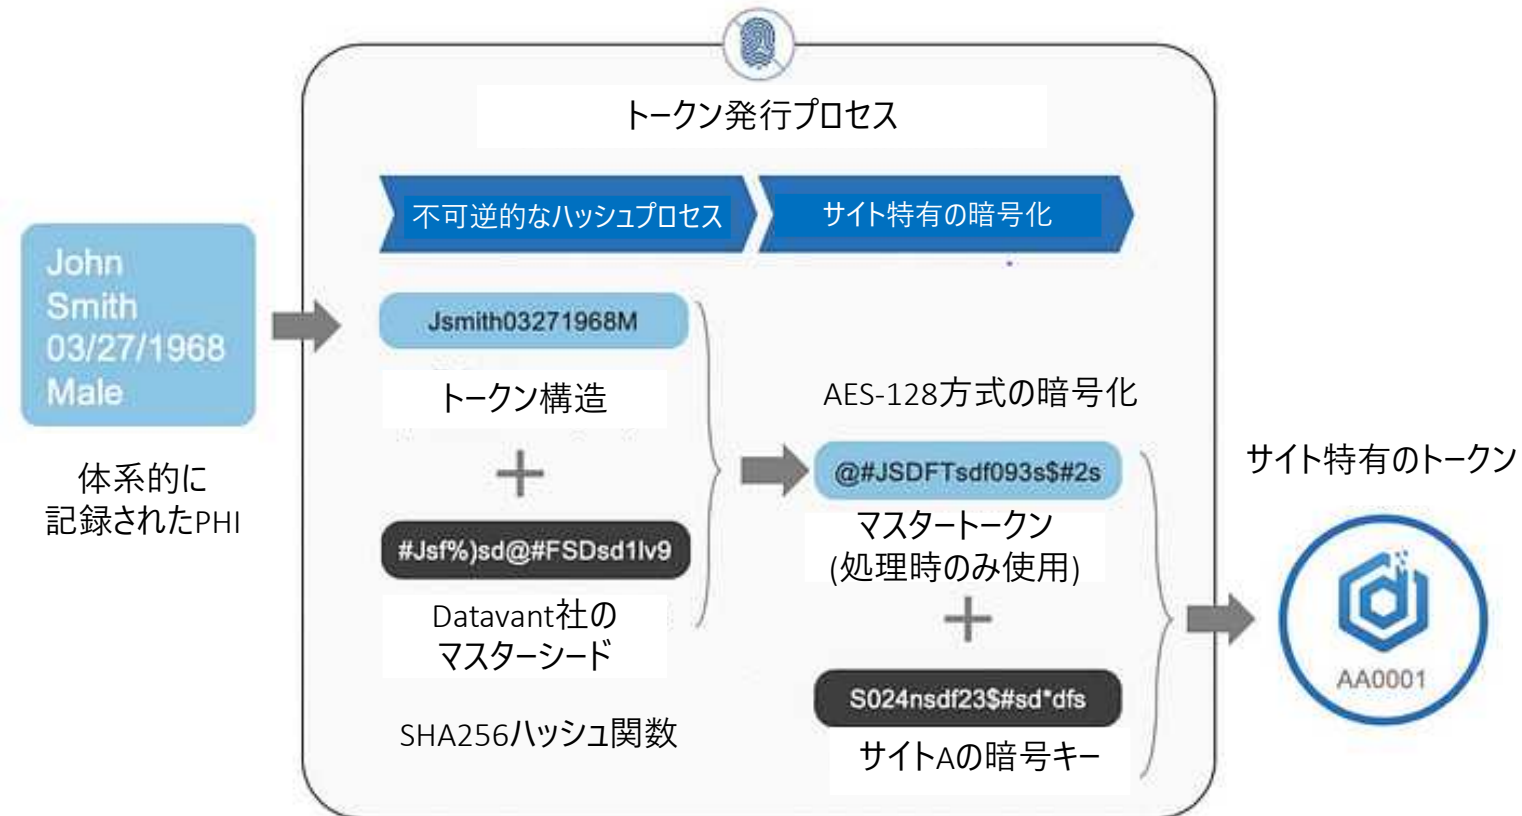 トークン発行プロセス
不可逆的なハッシュプロセス
サイト特有の暗号化
John
Smith
03/27/1968
Male
体系的に
記録されたPHI
Jsmith03271968M
トークン構造
+
#Jsf%)sd@#FSDsd1lv9
Datavant社の
マスターシード
SHA256ハッシュ関数
AES-128方式の暗号化
@#JSDFTsdf093s$#2s
マスタートークン
(処理時のみ使用)
+
S024nsdf23$#sd*dfs
サイトAの暗号キー
サイト特有のトークン
AA0001